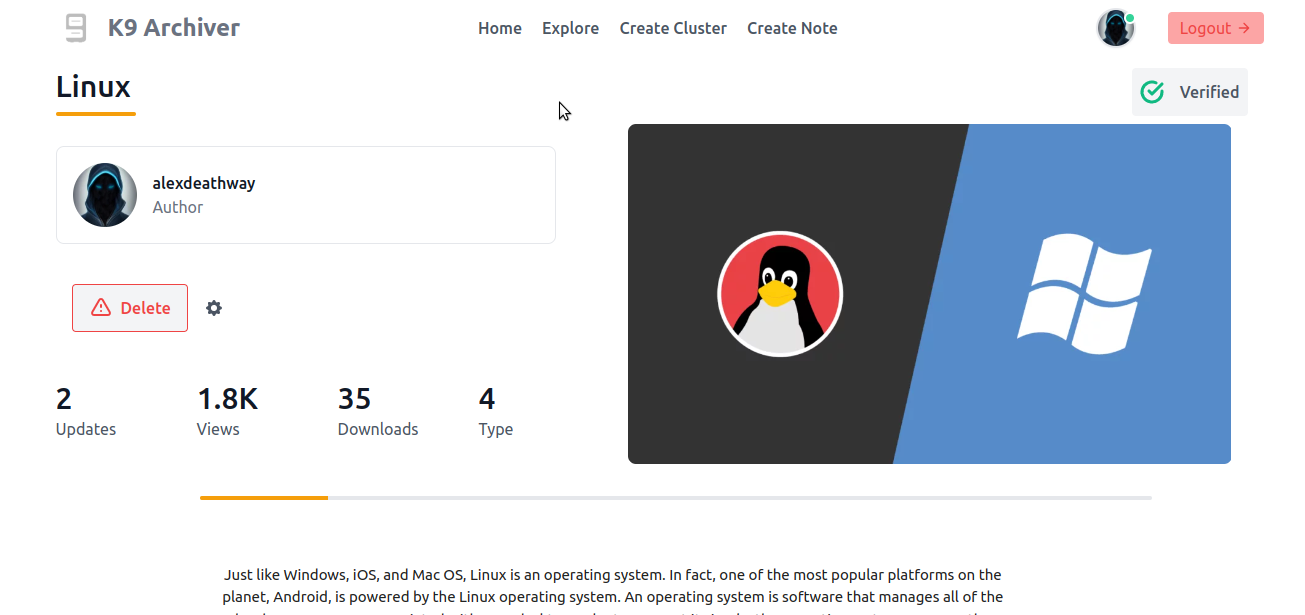 K9 Archiver
Home Explore Create Cluster Create Note
Logout →
Linux
Verified
alexdeathway
Author
Delete
2 1.8K 35 4
Updates Views Downloads Type
Just like Windows, iOS, and Mac OS, Linux is an operating system. In fact, one of the most popular platforms on the
planet, Android, is powered by the Linux operating system. An operating system is software that manages all of the